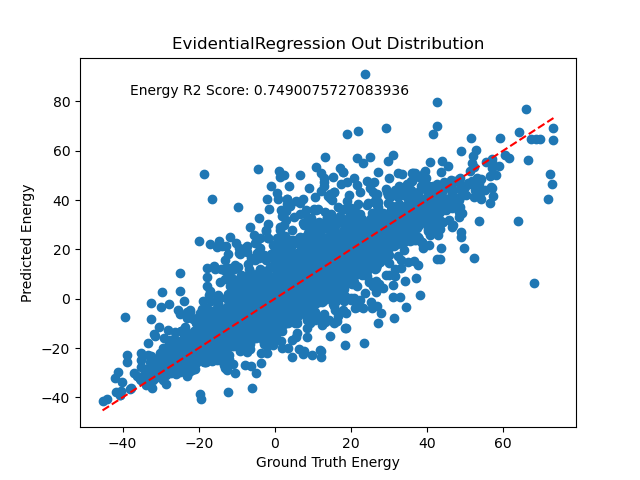 EvidentialRegression Out Distribution
Energy R2 Score: 0.7490075727083936
80
60
40
20
0
−20
−40
Predicted Energy
−40 −20 0 20 40 60
Ground Truth Energy